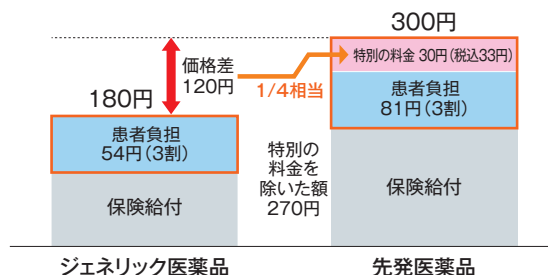 300円
特別の料金 30円(税込33円)
価格差
120円
1/4相当
180円
患者負担
81円(3割)
患者負担
54円(3割)
特別の
料金を
除いた額
270円
保険給付
保険給付
ジェネリック医薬品
先発医薬品